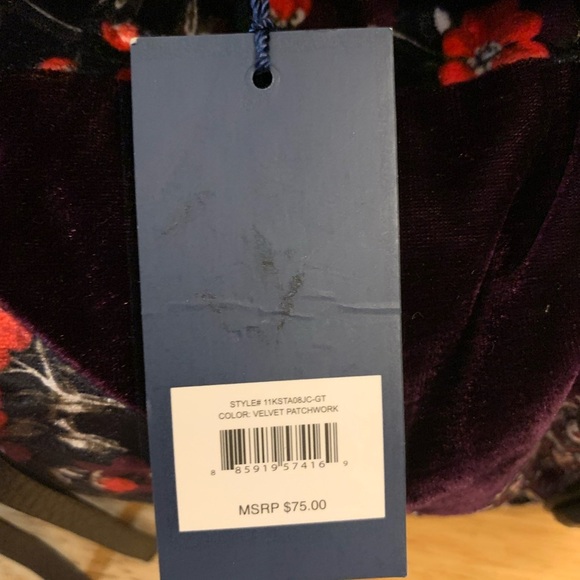 STYLE# 11KSTA08JC-GT
COLOR: VELVET PATCHWORK
8 85919 57416 9
MSRP $75.00